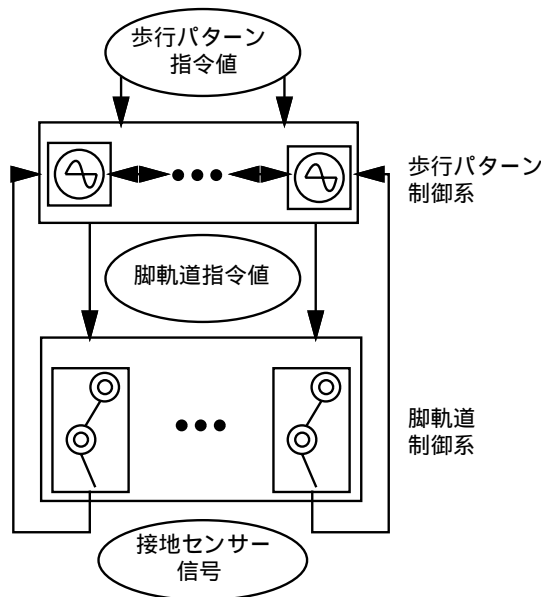 歩行パターン
指令値
歩行パターン
制御系
脚軌道指令値
脚軌道
制御系
接地センサー
信号